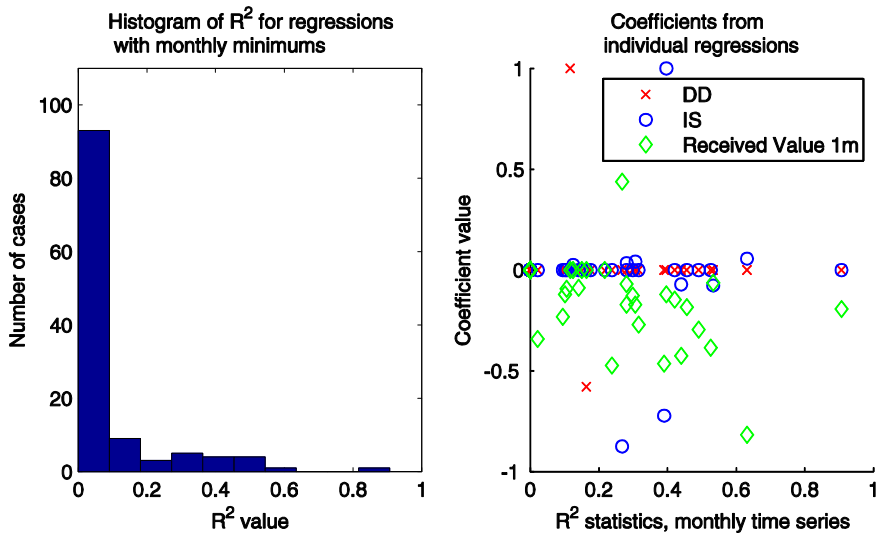 Histogram of R² for regressions
with monthly minimums
100
80
60
40
20
0
0 0.2 0.4 0.6 0.8 1
Number of cases
R² value
Coefficients from
individual regressions
DD
IS
Received Value 1m
1
0.5
0
-0.5
-1
0 0.2 0.4 0.6 0.8 1
Coefficient value
R² statistics, monthly time series